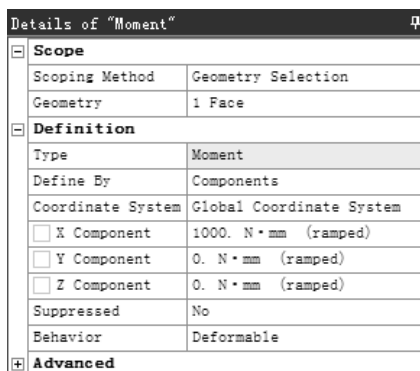 Details of "Moment"
Scope
Scoping Method Geometry Selection
Geometry 1 Face
Definition
Type Moment
Define By Components
Coordinate System Global Coordinate System
X Component 1000. N·mm (ramped)
Y Component 0. N·mm (ramped)
Z Component 0. N·mm (ramped)
Suppressed No
Behavior Deformable
Advanced